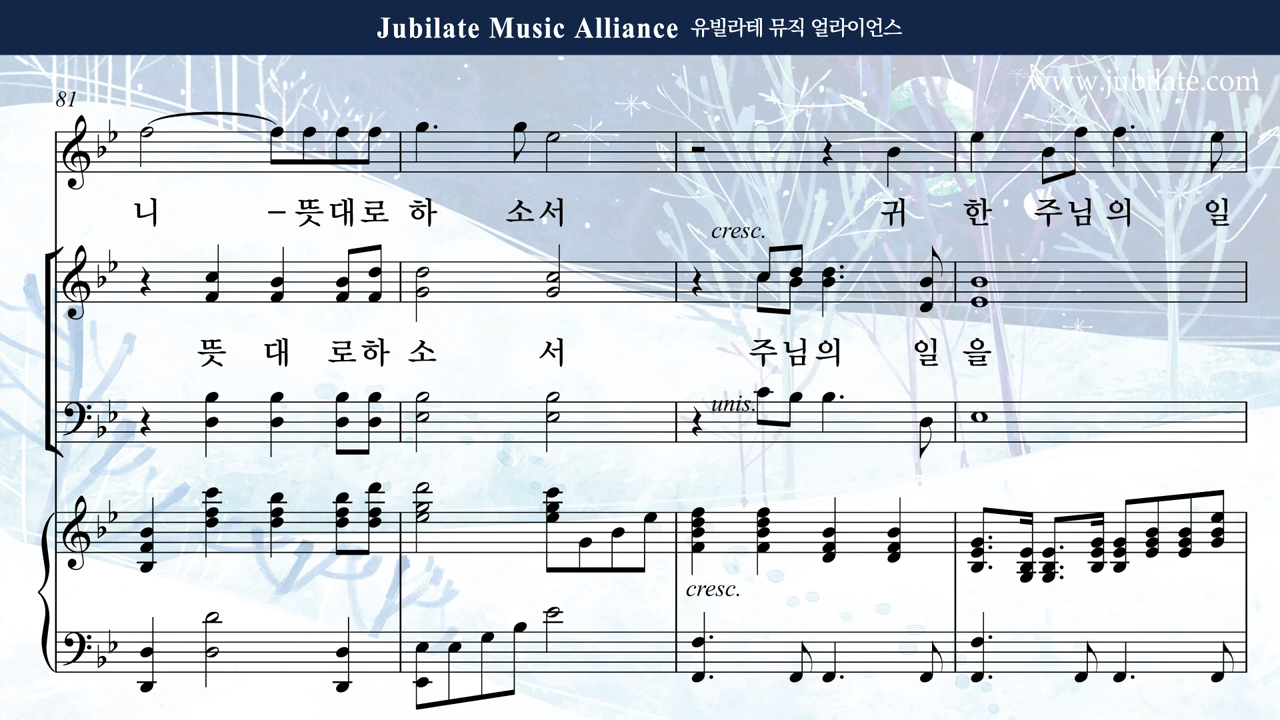 Jubilate Music Alliance 유빌라테 뮤직 얼라이언스
www.jubilate.com
81
니 –뜻대로 하 소서 귀 한 주님의 일
cresc.
뜻 대 로하 소 서 주님의 일 을
unis.
cresc.